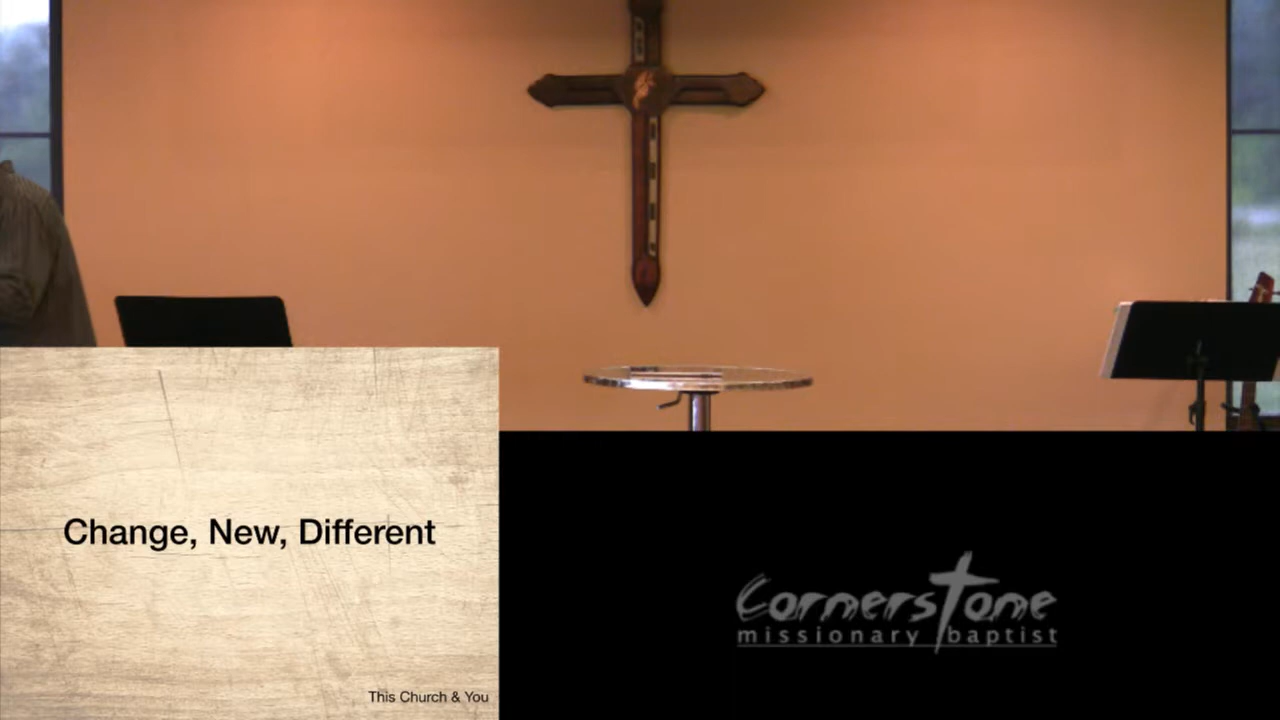 Change, New, Different
This Church & You
Cornerstone
missionary baptist